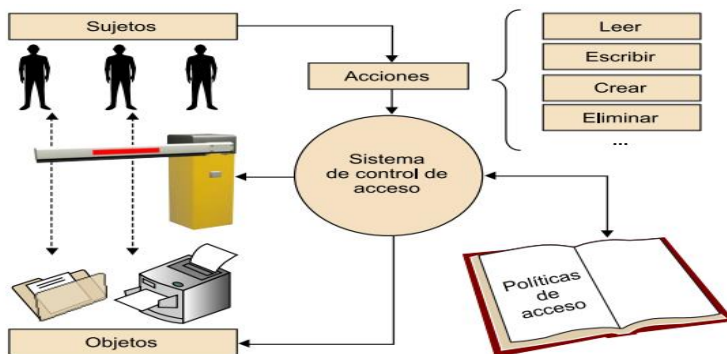 Sujetos
Acciones
Leer
Escribir
Crear
Eliminar
...
Sistema
de control de
acceso
Políticas
de
acceso
Objetos